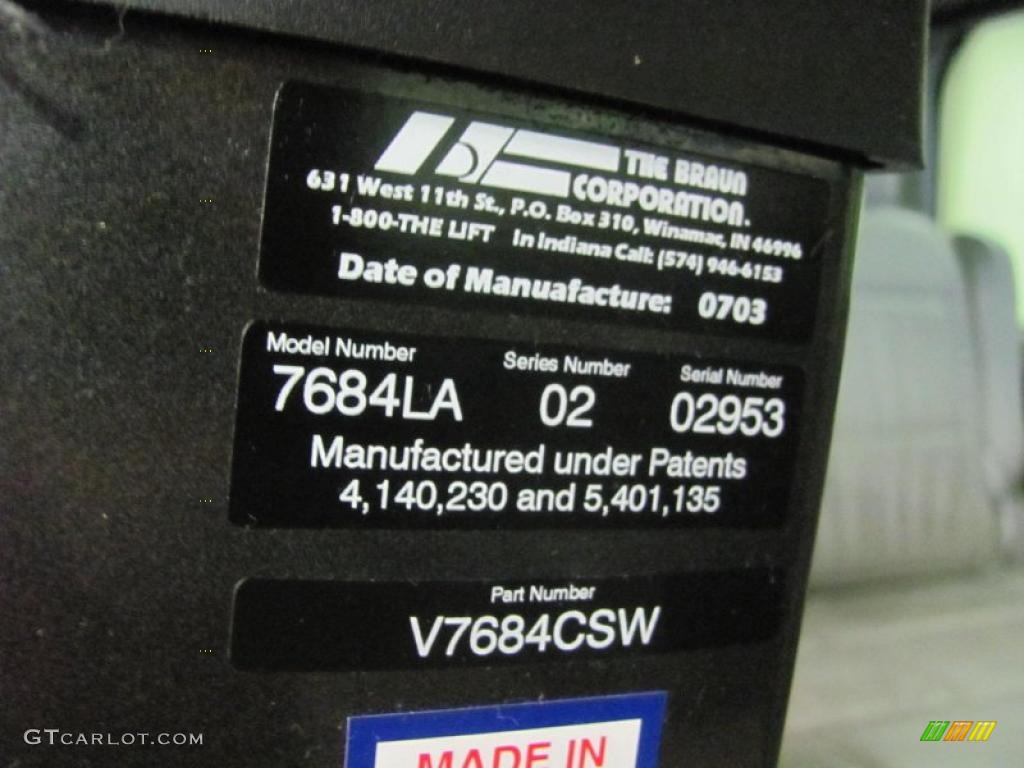 THE BRAUN
CORPORATION.
631 West 11th St., P.O. Box 310, Winamac, IN 46996
1-800-THE LIFT In Indiana Call: (574) 946-6153
Date of Manuafacture: 0703
Model Number Series Number Serial Number
7684LA 02 02953
Manufactured under Patents
4,140,230 and 5,401,135
Part Number
V7684CSW
MADE IN
GTCARLOT.COM